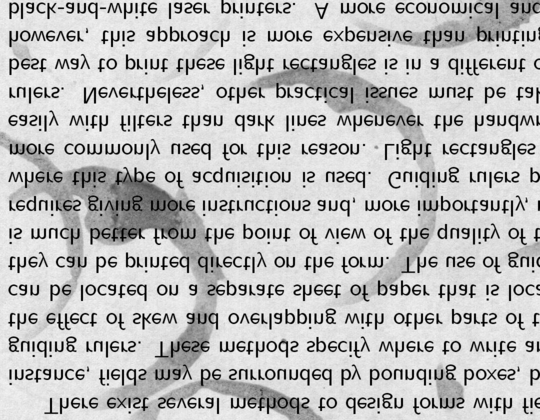 There exist several methods to design forms with fie
instance, fields may be surrounded by bounding boxes, b
guiding rulers. These methods specify where to write an
the effect of skew and overlapping with other parts of t
can be located on a separate sheet of paper that is loca
they can be printed directly on the form. The use of guid
is much better from the point of view of the quality of t
requires giving more instructions and, more importantly, r
where this type of acquisition is used. Guiding rulers p
more commonly used for this reason. Light rectangles
easily with filters than dark lines whenever the handwr
rulers. Nevertheless, other practical issues must be tak
best way to print these light rectangles is in a different c
however, this approach is more expensive than printing
black-and-white laser printers. A more economical and